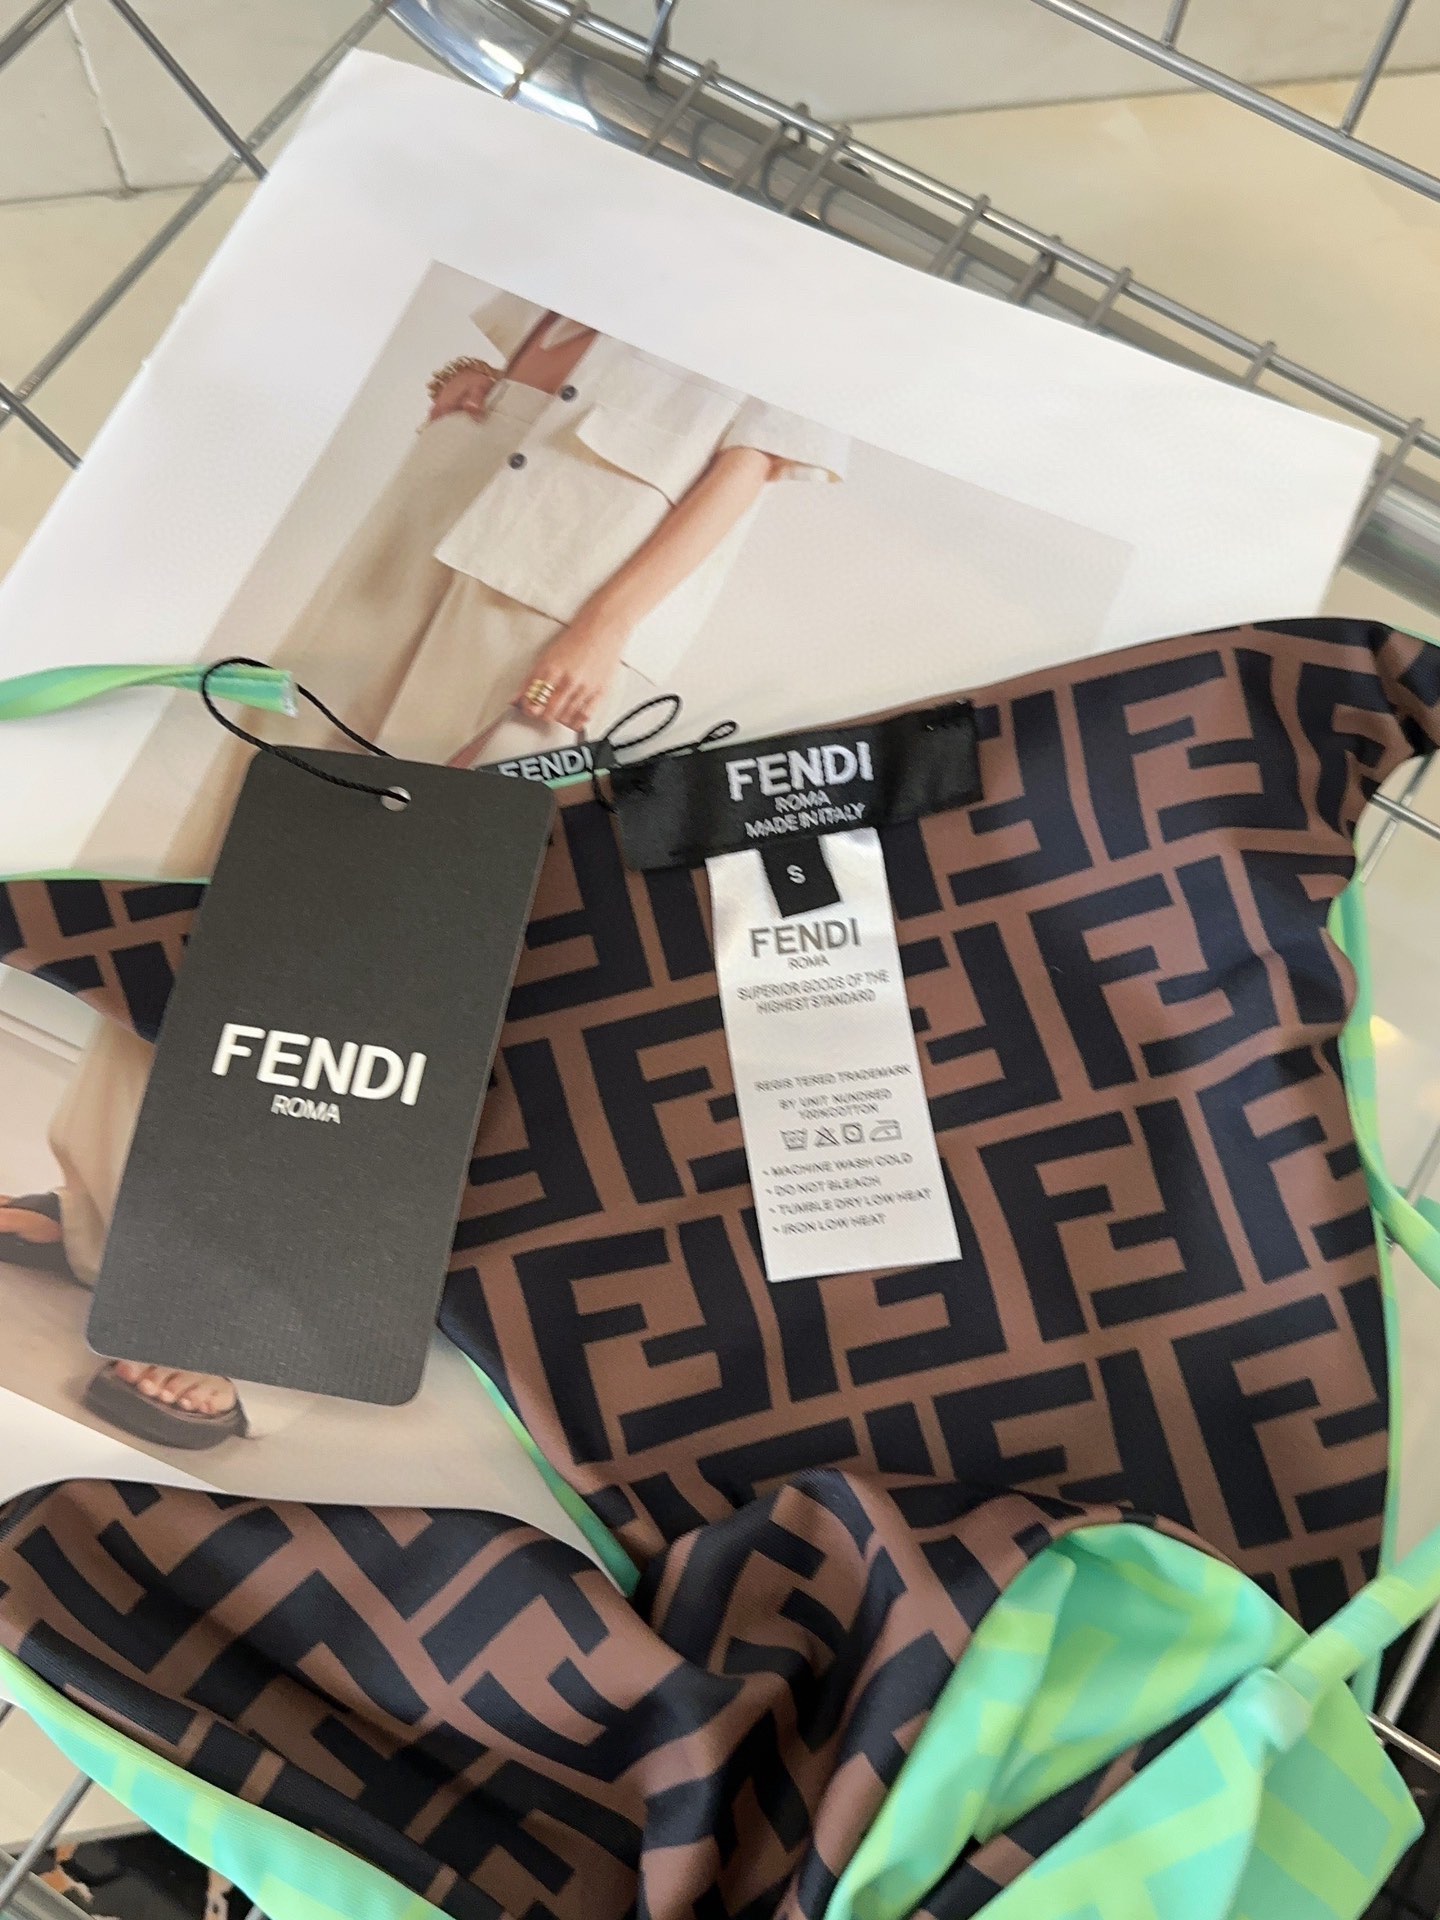 FENDI
FENDI
ROMA
MADE IN ITALY
S
FENDI
ROMA
SUPERIOR GOODS OF THE
HIGHEST STANDARD
REGIS TERED TRADEMARK
BY UNIT NUNDRED
100%COTTON
• MACHINE WASH COLD
• DO NOT BLEACH
• TUMBLE DRY LOW HEAT
• IRON LOW HEAT
FENDI
ROMA